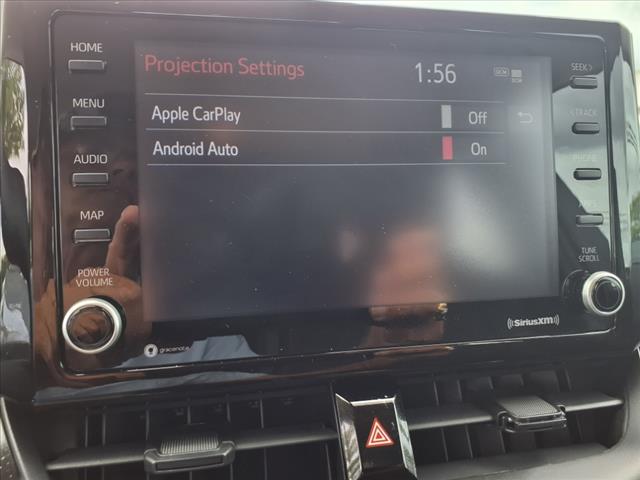 HOME
MENU
AUDIO
MAP
POWER
VOLUME
Projection Settings
1:56
Apple CarPlay
Off
Android Auto
On
SEEK >
TRACK
PHONE
TUNE
SCROLL
gracenote
SiriusXM